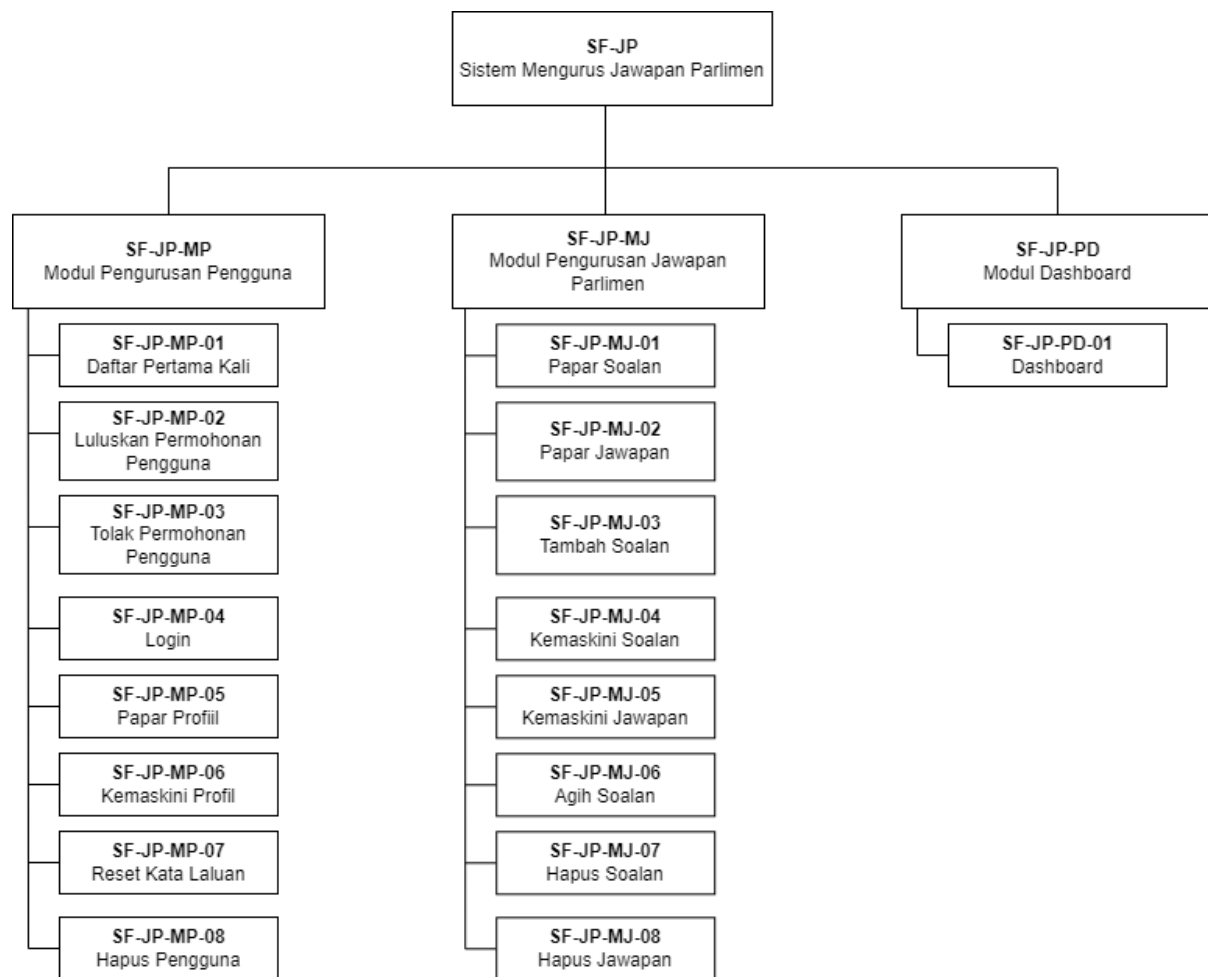 SF-JP
Sistem Mengurus Jawapan Parlimen
SF-JP-MP
Modul Pengurusan Pengguna
SF-JP-MP-01
Daftar Pertama Kali
SF-JP-MP-02
Luluskan Permohonan
Pengguna
SF-JP-MP-03
Tolak Permohonan
Pengguna
SF-JP-MP-04
Login
SF-JP-MP-05
Papar Profiil
SF-JP-MP-06
Kemaskini Profil
SF-JP-MP-07
Reset Kata Laluan
SF-JP-MP-08
Hapus Pengguna
SF-JP-MJ
Modul Pengurusan Jawapan
Parlimen
SF-JP-MJ-01
Papar Soalan
SF-JP-MJ-02
Papar Jawapan
SF-JP-MJ-03
Tambah Soalan
SF-JP-MJ-04
Kemaskini Soalan
SF-JP-MJ-05
Kemaskini Jawapan
SF-JP-MJ-06
Agih Soalan
SF-JP-MJ-07
Hapus Soalan
SF-JP-MJ-08
Hapus Jawapan
SF-JP-PD
Modul Dashboard
SF-JP-PD-01
Dashboard